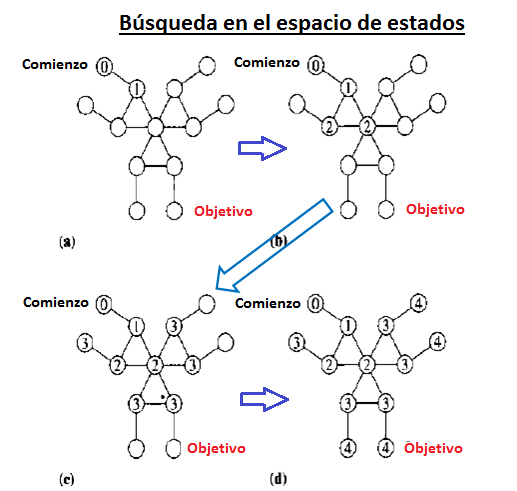 Búsqueda en el espacio de estados
Comienzo 0
1
Objetivo
(a)
Comienzo 0
1
2 2
Objetivo
(b)
Comienzo 0
1 3
3
2 2 3
3 3
Objetivo
(c)
Comienzo 0 4
1 3
3 4
2 2 3
3 3
4 4 Objetivo
(d)